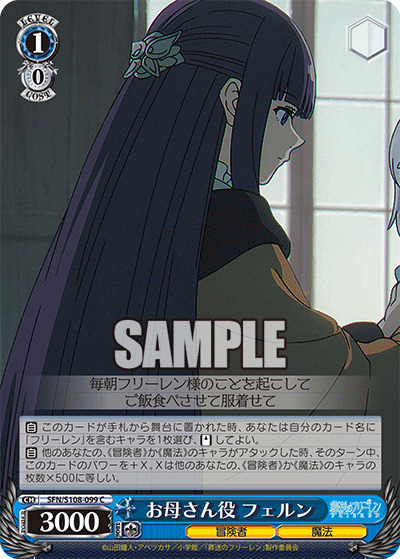 LEVEL
1
0
COST
SAMPLE
毎朝フリーレン様のことを起こして
ご飯食べさせて服着せて
自 このカードが手札から舞台に置かれた時、あなたは自分のカード名に
「フリーレン」を含むキャラを1枚選び、してよい。
自 他のあなたの、《冒険者》か《魔法》のキャラがアタックした時、そのターン中、
このカードのパワーを+X。Xは他のあなたの、《冒険者》か《魔法》のキャラの
枚数×500に等しい。
CH
SFN/S108-099 C
POWER
3000
お母さん役 フェルン
葬送のフリーレン
冒険者
魔法
©山田鐘人・アベツカサ/小学館/「葬送のフリーレン」製作委員会